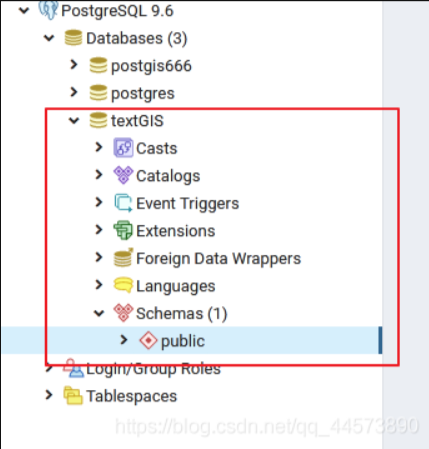 PostgreSQL 9.6
Databases (3)
postgis666
postgres
textGIS
Casts
Catalogs
Event Triggers
Extensions
Foreign Data Wrappers
Languages
Schemas (1)
public
Login/Group Roles
Tablespaces
https://blog.csdn.net/qq_44573890